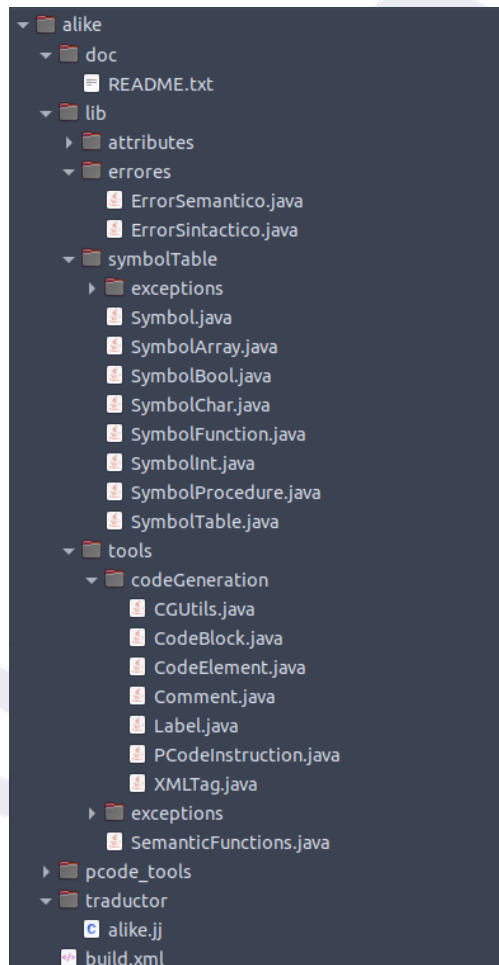 alike
doc
README.txt
lib
attributes
errores
ErrorSemantico.java
ErrorSintactico.java
symbolTable
exceptions
Symbol.java
SymbolArray.java
SymbolBool.java
SymbolChar.java
SymbolFunction.java
SymbolInt.java
SymbolProcedure.java
SymbolTable.java
tools
codeGeneration
CGUtils.java
CodeBlock.java
CodeElement.java
Comment.java
Label.java
PCodeInstruction.java
XMLTag.java
exceptions
SemanticFunctions.java
pcode_tools
traductor
alike.jj
build.xml